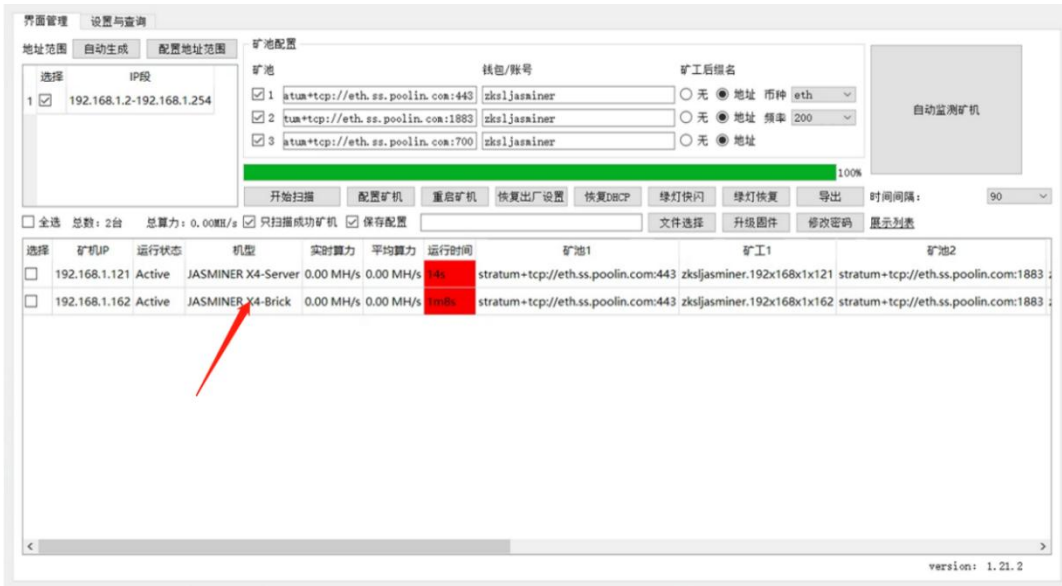 界面管理 设置与查询
地址范围 自动生成 配置地址范围
选择 IP段
1 192.168.1.2-192.168.1.254
矿池配置
矿池 钱包/账号 矿工后缀名
1 atum+tcp://eth.ss.poolin.com:443 zksljasminer 无 地址 币种 eth
2 tum+tcp://eth.ss.poolin.com:1883 zksljasminer 无 地址 频率 200
3 atum+tcp://eth.ss.poolin.com:700 zksljasminer 无 地址
自动监测矿机
100%
开始扫描 配置矿机 重启矿机 恢复出厂设置 恢复DHCP 绿灯快闪 绿灯恢复 导出 时间间隔: 90
全选 总数: 2台 总算力: 0.00MH/s 只扫描成功矿机 保存配置 文件选择 升级固件 修改密码 展示列表
选择 矿机IP 运行状态 机型 实时算力 平均算力 运行时间 矿池1 矿工1 矿池2
192.168.1.121 Active JASMINER X4-Server 0.00 MH/s 0.00 MH/s 14s stratum+tcp://eth.ss.poolin.com:443 zksljasminer.192x168x1x121 stratum+tcp://eth.ss.poolin.com:1883
192.168.1.162 Active JASMINER X4-Brick 0.00 MH/s 0.00 MH/s 1m8s stratum+tcp://eth.ss.poolin.com:443 zksljasminer.192x168x1x162 stratum+tcp://eth.ss.poolin.com:1883
version: 1.21.2